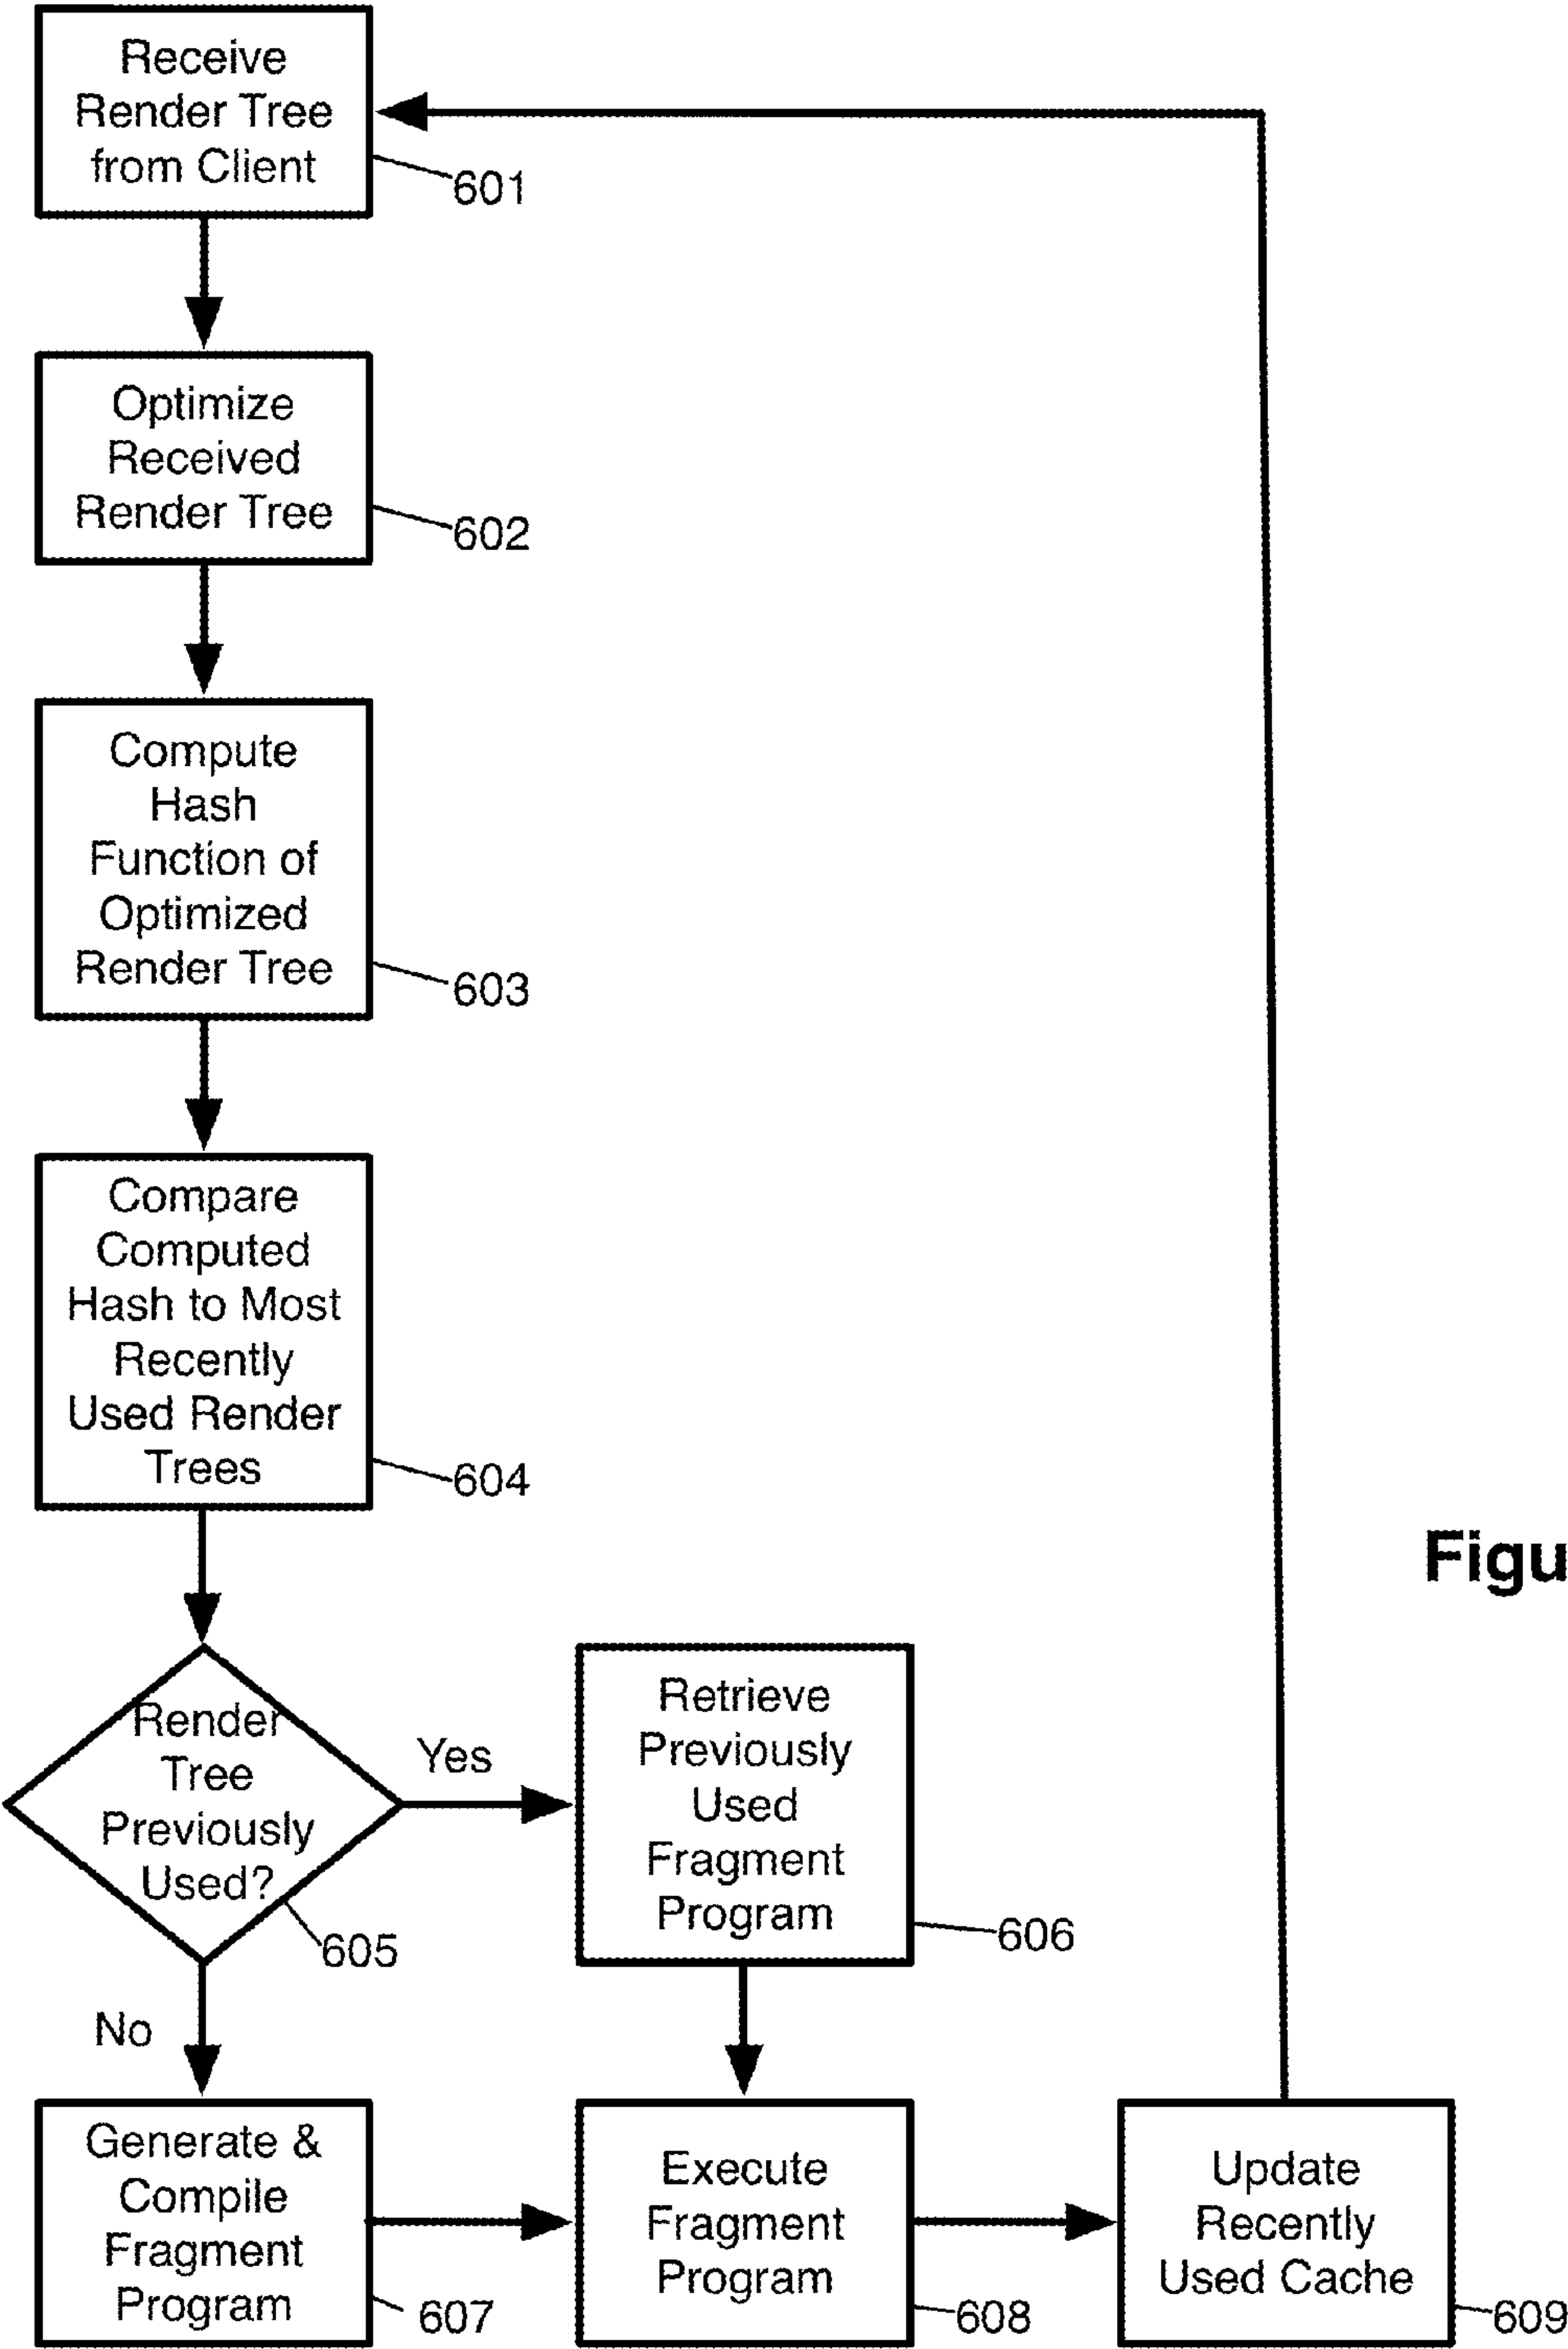 Receive
Render Tree
from Client
601
Optimize
Received
Render Tree
602
Compute
Hash
Function of
Optimized
Render Tree
603
Compare
Computed
Hash to Most
Recently
Used Render
Trees
604
Figu
Render
Tree
Previously
Used?
605
Yes
No
Retrieve
Previously
Used
Fragment
Program
606
Generate &
Compile
Fragment
Program
607
Execute
Fragment
Program
608
Update
Recently
Used Cache
609